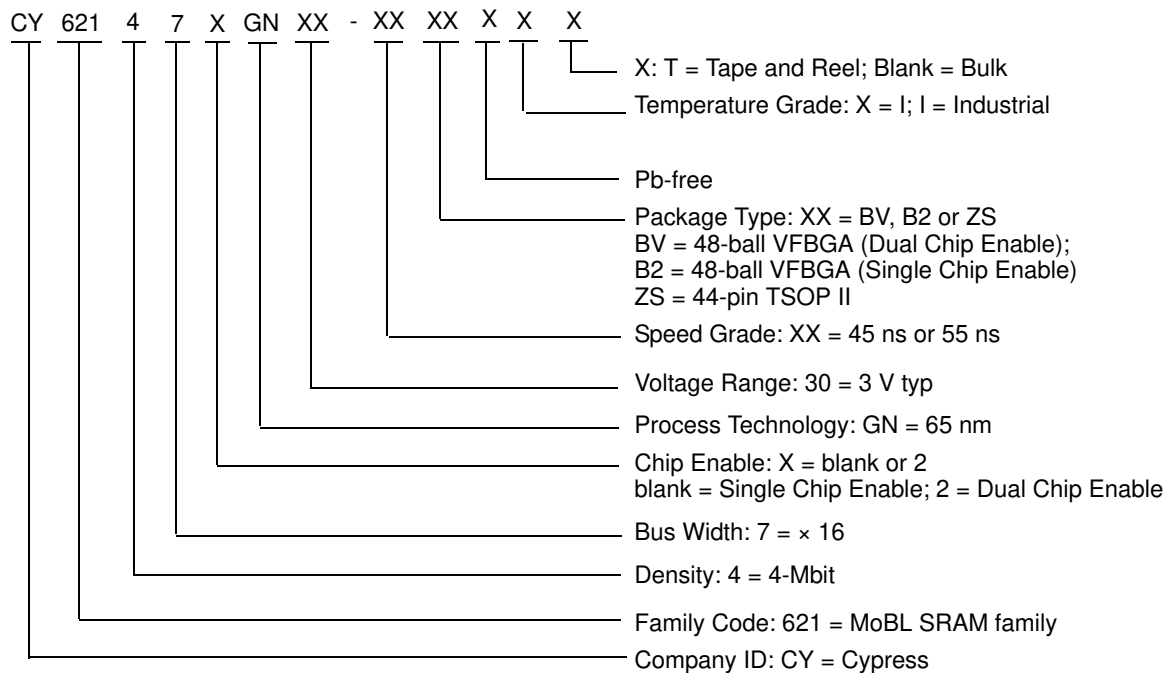 CY 621 4 7 X GN XX - XX XX X X X
X: T = Tape and Reel; Blank = Bulk
Temperature Grade: X = I; I = Industrial
Pb-free
Package Type: XX = BV, B2 or ZS
BV = 48-ball VFBGA (Dual Chip Enable);
B2 = 48-ball VFBGA (Single Chip Enable)
ZS = 44-pin TSOP II
Speed Grade: XX = 45 ns or 55 ns
Voltage Range: 30 = 3 V typ
Process Technology: GN = 65 nm
Chip Enable: X = blank or 2
blank = Single Chip Enable; 2 = Dual Chip Enable
Bus Width: 7 = × 16
Density: 4 = 4-Mbit
Family Code: 621 = MoBL SRAM family
Company ID: CY = Cypress